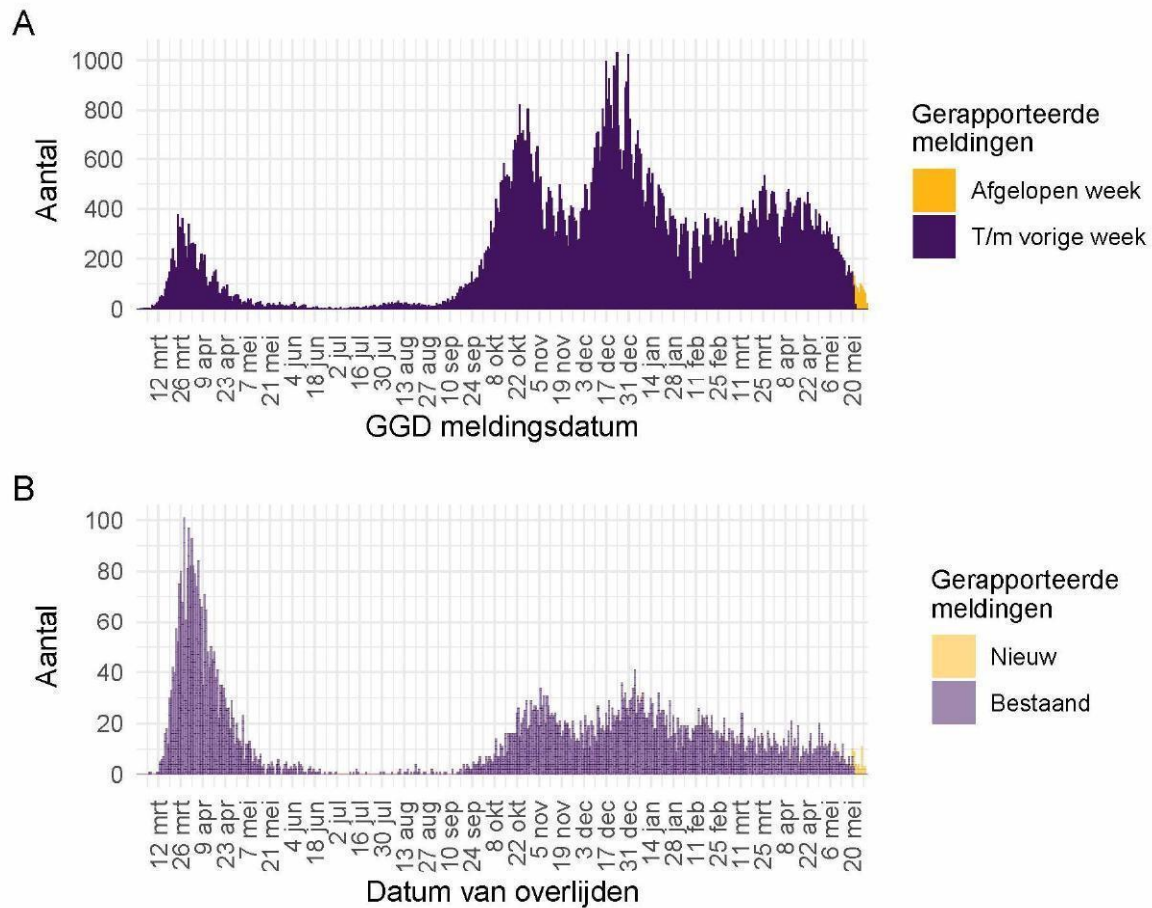 A
1000
800
600
400
200
0
Aantal
12 mrt
26 mrt
9 apr
23 apr
7 mei
21 mei
4 jun
18 jun
2 jul
16 jul
30 jul
13 aug
27 aug
10 sep
24 sep
8 okt
22 okt
5 nov
19 nov
3 dec
17 dec
31 dec
14 jan
28 jan
11 feb
25 feb
11 mrt
25 mrt
8 apr
22 apr
6 mei
20 mei
GGD meldingsdatum
Gerapporteerde
meldingen
Afgelopen week
T/m vorige week
B
100
80
60
40
20
0
Aantal
12 mrt
26 mrt
9 apr
23 apr
7 mei
21 mei
4 jun
18 jun
2 jul
16 jul
30 jul
13 aug
27 aug
10 sep
24 sep
8 okt
22 okt
5 nov
19 nov
3 dec
17 dec
31 dec
14 jan
28 jan
11 feb
25 feb
11 mrt
25 mrt
8 apr
22 apr
6 mei
20 mei
Datum van overlijden
Gerapporteerde
meldingen
Nieuw
Bestaand